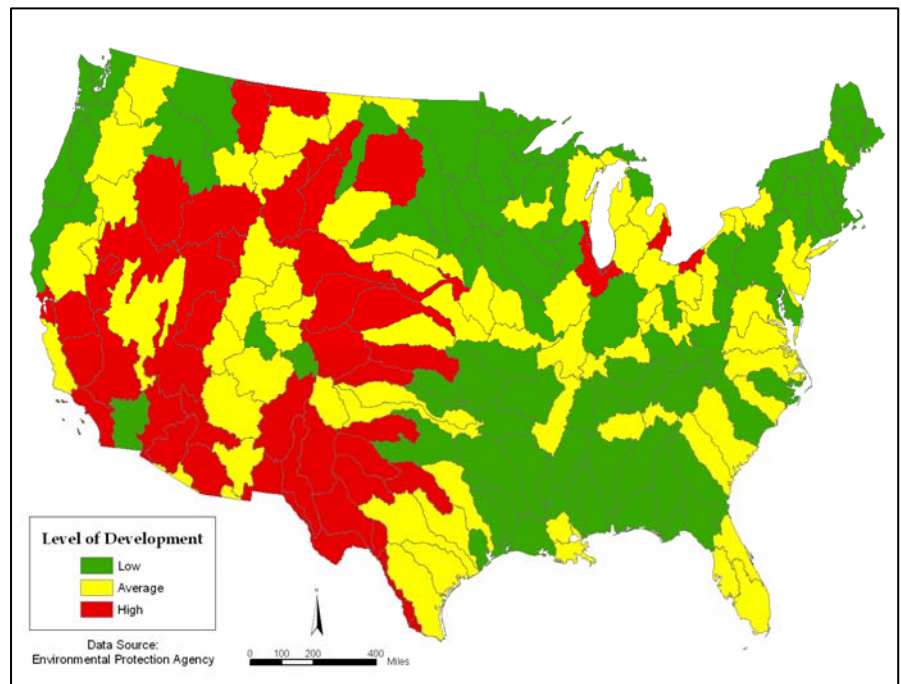 Level of Development
Low
Average
High
Data Source:
Environmental Protection Agency
N
0 100 200 400
Miles